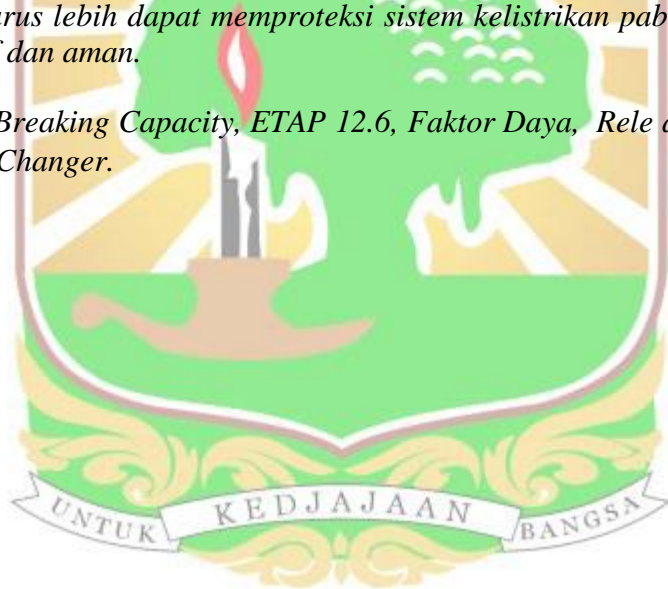 arus lebih dapat memproteksi sistem kelistrikan pab
dan aman.
Breaking Capacity, ETAP 12.6, Faktor Daya, Rele
Changer.
UNTUK KEDJAJAAN BANGSA